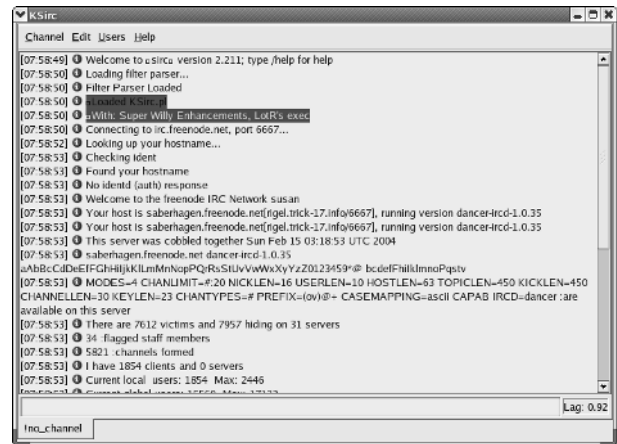 KSirc
Channel Edit Users Help
[07:58:49] Welcome to sirc version 2.211; type /help for help
[07:58:50] Loading filter parser...
[07:58:50] Filter Parser Loaded
[07:58:50] Loaded KSirc.pl
[07:58:50] With: Super Willy Enhancements, LotR's exec
[07:58:50] Connecting to irc.freenode.net, port 6667...
[07:58:52] Looking up your hostname...
[07:58:53] Checking Ident
[07:58:53] Found your hostname
[07:58:53] No identd (auth) response
[07:58:53] Welcome to the freenode IRC Network susan
[07:58:53] Your host is saberhagen.freenode.net[rigel.trick-17.info/6667], running version dancer-ircd-1.0.35
[07:58:53] Your host is saberhagen.freenode.net[rigel.trick-17.info/6667], running version dancer-ircd-1.0.35
[07:58:53] This server was cobbled together Sun Feb 15 03:18:53 UTC 2004
[07:58:53] saberhagen.freenode.net dancer-ircd-1.0.35
[07:58:53] MODES=4 CHANLIMIT=#:20 NICKLEN=16 USERLEN=10 HOSTLEN=63 TOPICLEN=450 KICKLEN=450
CHANNELLEN=30 KEYLEN=23 CHANTYPES=# PREFIX=(ov)@+ CASEMAPPING=ascii CAPAB IRCD=dancer :are
available on this server
[07:58:53] There are 7612 victims and 7957 hiding on 31 servers
[07:58:53] 34 :flagged staff members
[07:58:53] 5821 :channels formed
[07:58:53] I have 1854 clients and 0 servers
[07:58:53] Current local users: 1854 Max: 2446
Lag: 0.92
!no_channel